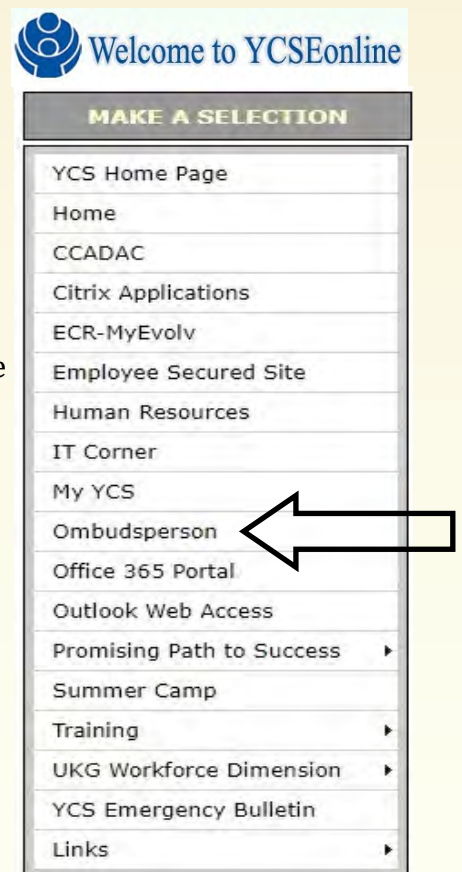 Welcome to YCSEonline
MAKE A SELECTION
YCS Home Page
Home
CCADAC
Citrix Applications
ECR-MyEvolv
e
Employee Secured Site
Human Resources
IT Corner
My YCS
Ombudsperson
Office 365 Portal
Outlook Web Access
Promising Path to Success
Summer Camp
Training
UKG Workforce Dimension
YCS Emergency Bulletin
Links